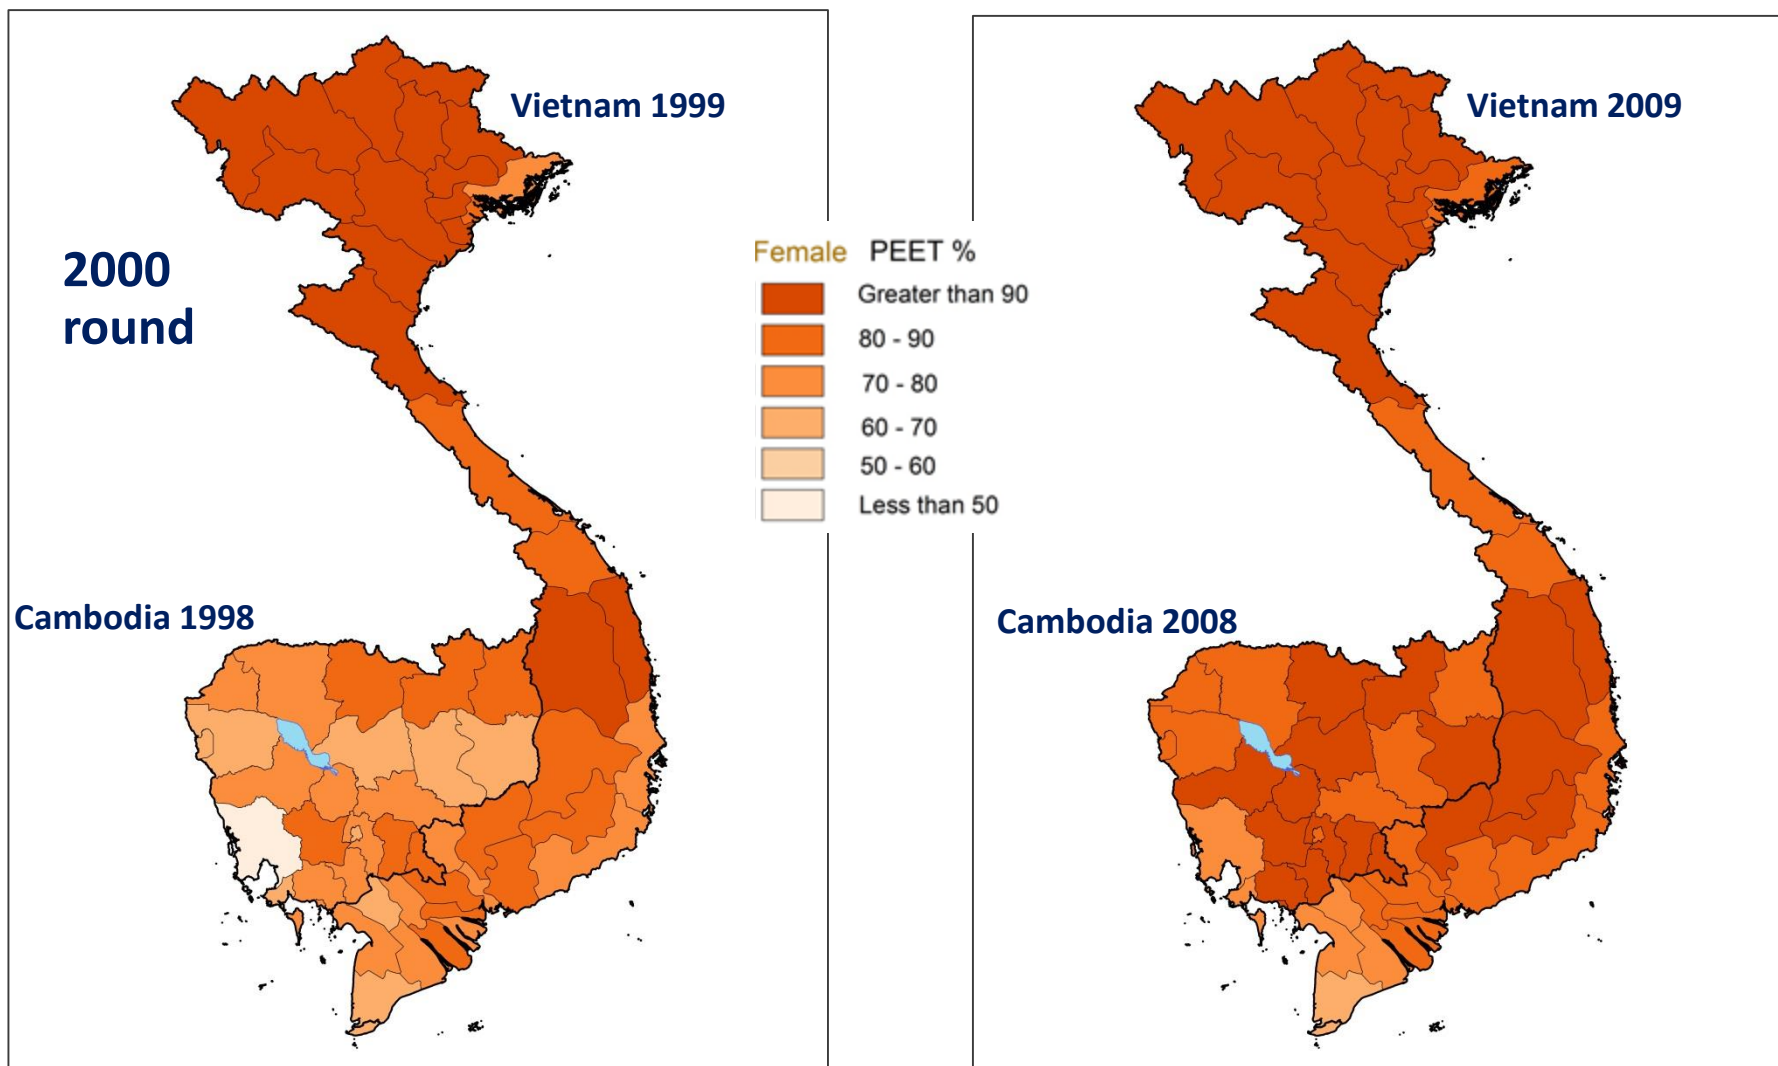 Vietnam 1999
Vietnam 2009
2000
round
Female PEET %
Greater than 90
80 - 90
70 - 80
60 - 70
50 - 60
Less than 50
Cambodia 1998
Cambodia 2008